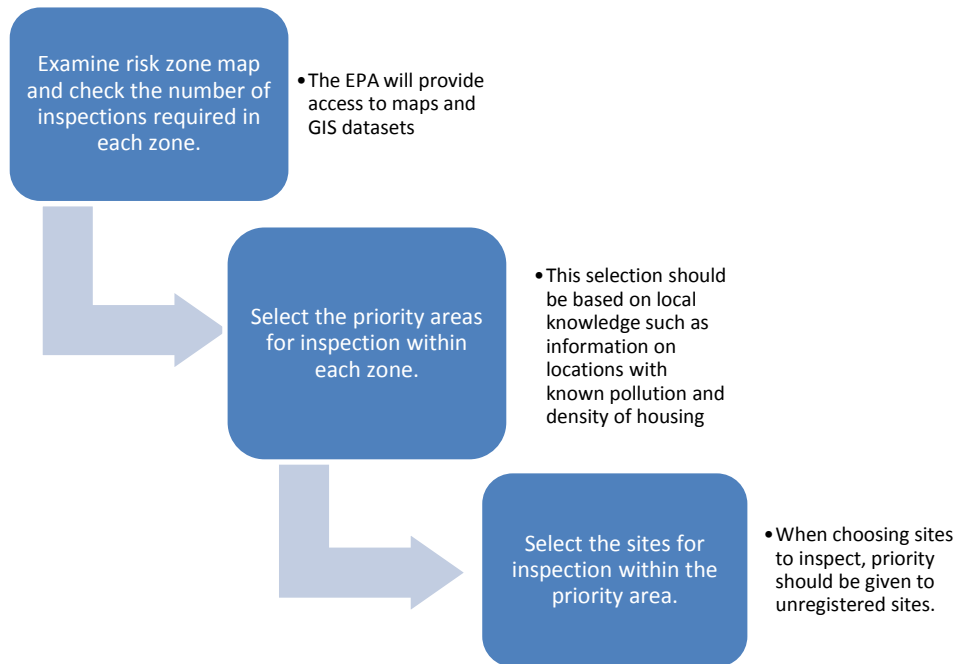 Examine risk zone map
and check the number of
inspections required in
each zone.
•The EPA will provide
access to maps and
GIS datasets
Select the priority areas
for inspection within
each zone.
•This selection should
be based on local
knowledge such as
information on
locations with
known pollution and
density of housing
Select the sites for
inspection within the
priority area.
•When choosing sites
to inspect, priority
should be given to
unregistered sites.